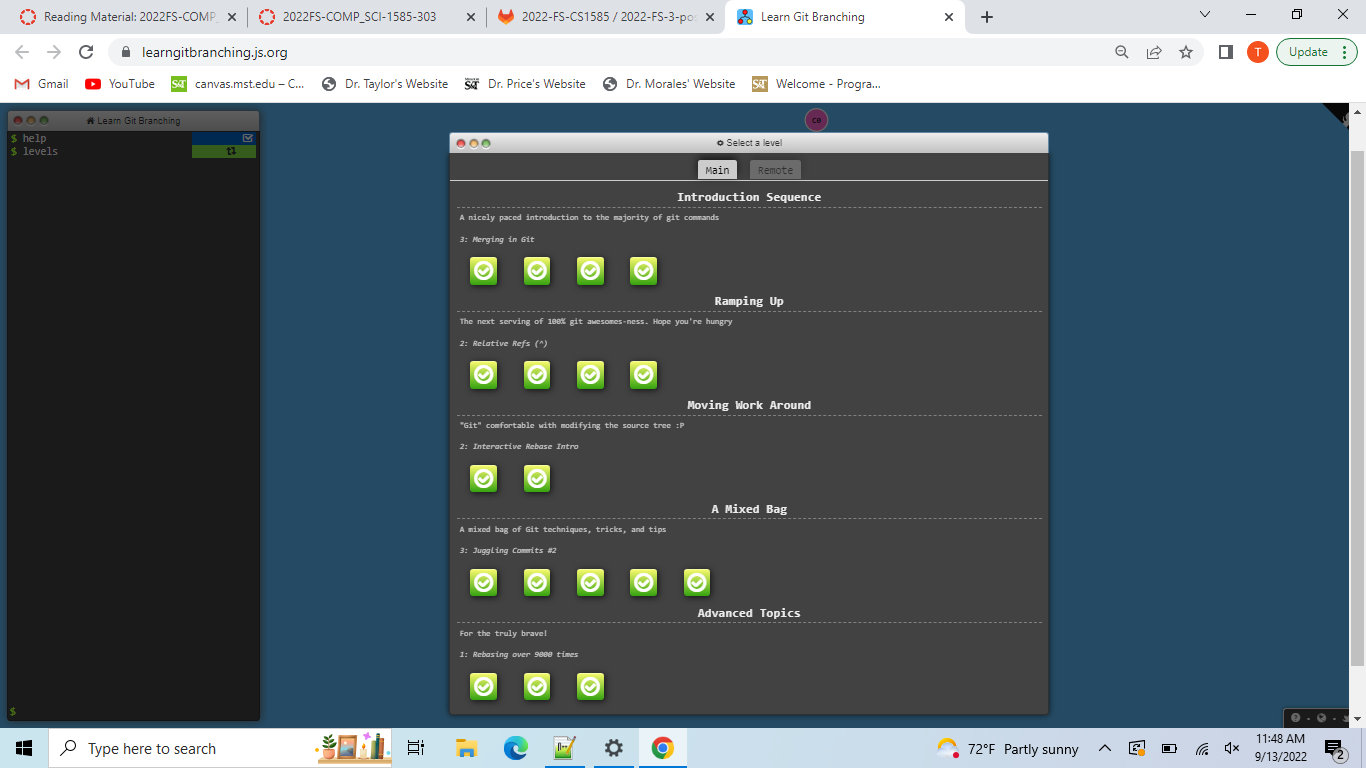 Reading Material: 2022FS-COMP_
2022FS-COMP_SCI-1585-303
2022-FS-CS1585 / 2022-FS-3-pos
Learn Git Branching
learngitbranching.js.org
T
Update
Gmail
YouTube
canvas.mst.edu – C...
Dr. Taylor's Website
Dr. Price's Website
Dr. Morales' Website
Welcome - Progra...
Learn Git Branching
$ help
$ levels
$
c0
Select a level
Main
Remote
Introduction Sequence
A nicely paced introduction to the majority of git commands
3: Merging in Git
Ramping Up
The next serving of 100% git awesomes-ness. Hope you're hungry
2: Relative Refs (^)
Moving Work Around
"Git" comfortable with modifying the source tree :P
2: Interactive Rebase Intro
A Mixed Bag
A mixed bag of Git techniques, tricks, and tips
3: Juggling Commits #2
Advanced Topics
For the truly brave!
1: Rebasing over 9000 times
Type here to search
72°F Partly sunny
11:48 AM
9/13/2022
2